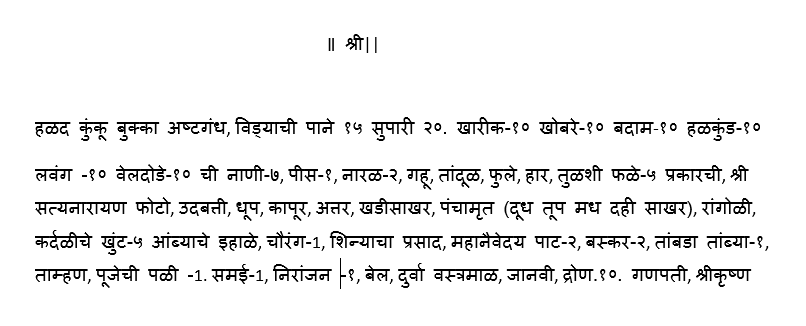 ॥ श्री||
हळद कुंकू बुक्का अष्टगंध, विड्याची पाने १५ सुपारी २०. खारीक-१० खोबरे-१० बदाम-१० हळकुंड-१०
लवंग -१० वेलदोडे-१० ची नाणी-७, पीस-१, नारळ-२, गहू, तांदूळ, फुले, हार, तुळशी फळे-५ प्रकारची, श्री
सत्यनारायण फोटो, उदबत्ती, धूप, कापूर, अत्तर, खडीसाखर, पंचामृत (दूध तूप मध दही साखर), रांगोळी,
कर्दळीचे खुंट-५ आंब्याचे इहाळे, चौरंग-1, शिन्याचा प्रसाद, महानैवेदय पाट-२, बस्कर-२, तांबडा तांब्या-१,
ताम्हण, पूजेची पळी -1. समई-1, निरांजन -१, बेल, दुर्वा वस्त्रमाळ, जानवी, द्रोण.१०. गणपती, श्रीकृष्ण